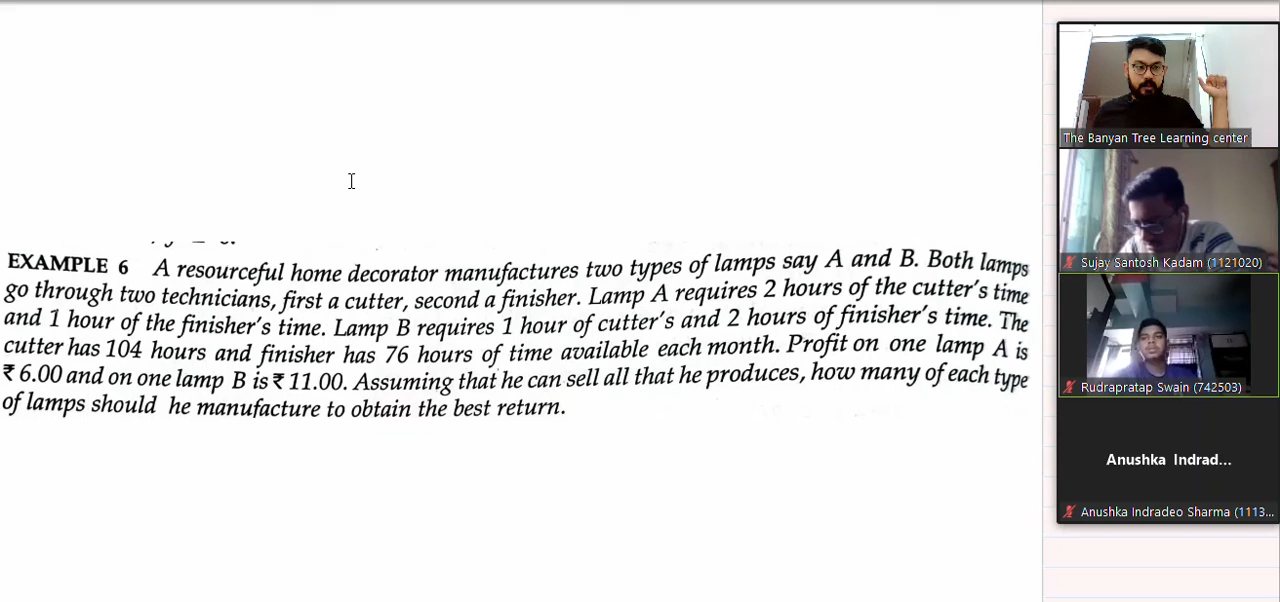 EXAMPLE 6 A resourceful home decorator manufactures two types of lamps say A and B. Both lamps
go through two technicians, first a cutter, second a finisher. Lamp A requires 2 hours of the cutter's time
and 1 hour of the finisher's time. Lamp B requires 1 hour of cutter's and 2 hours of finisher's time. The
cutter has 104 hours and finisher has 76 hours of time available each month. Profit on one lamp A is
₹ 6.00 and on one lamp B is ₹ 11.00. Assuming that he can sell all that he produces, how many of each type
of lamps should he manufacture to obtain the best return.
The Banyan Tree Learning center
Sujay Santosh Kadam (1121020)
Rudrapratap Swain (742503)
Anushka Indrad...
Anushka Indradeo Sharma (1113...